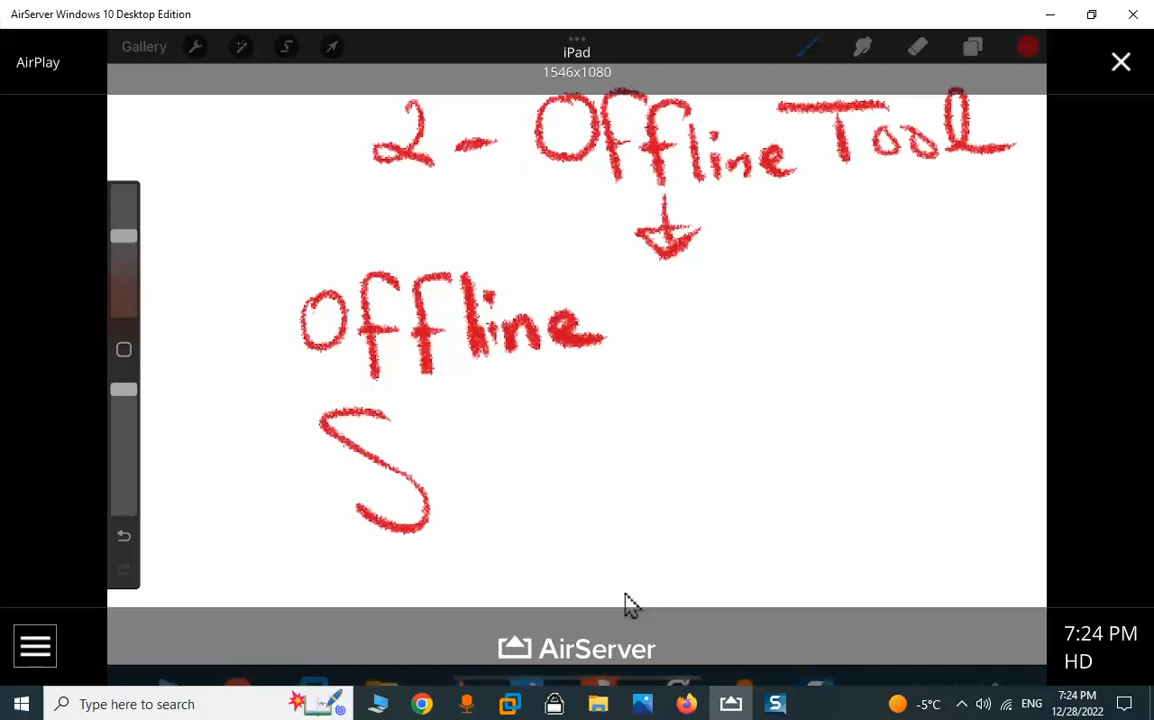 AirServer Windows 10 Desktop Edition
Gallery
iPad
1546x1080
AirPlay
2 - Offline Tool
Offline
S
AirServer
7:24 PM
HD
Type here to search
-5°C
ENG
7:24 PM
12/28/2022